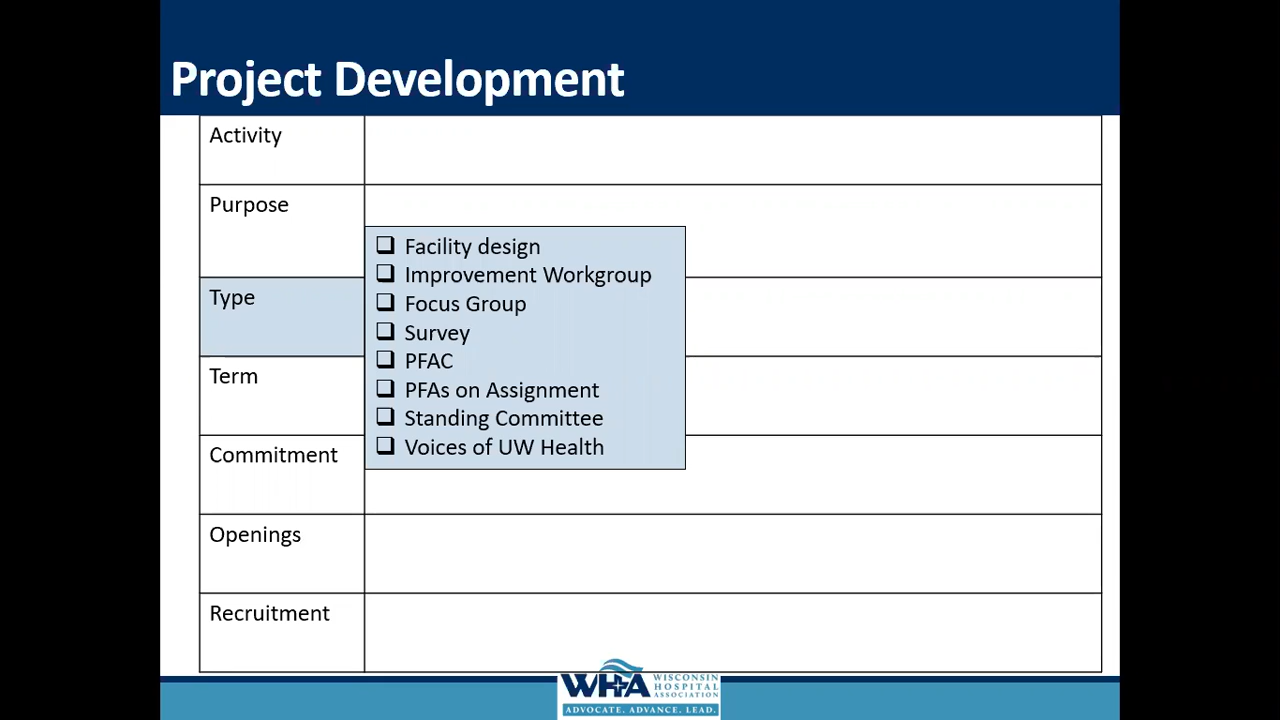 Project Development
Activity
Purpose
Facility design
Improvement Workgroup
Type
Focus Group
Survey
PFAC
Term
PFAs on Assignment
Standing Committee
Commitment
Voices of UW Health
Openings
Recruitment
WHA
WISCONSIN
HOSPITAL
ASSOCIATION
ADVOCATE. ADVANCE. LEAD.